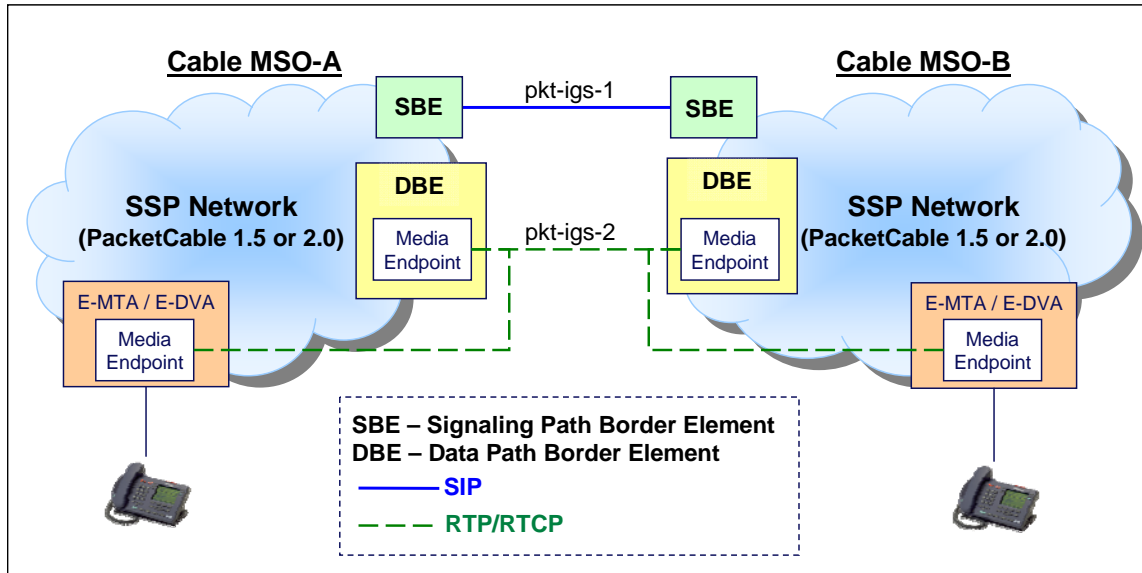 Cable MSO-A
Cable MSO-B
SBE
pkt-igs-1
SBE
DBE
DBE
SSP Network
(PacketCable 1.5 or 2.0)
Media
Endpoint
pkt-igs-2
Media
Endpoint
SSP Network
(PacketCable 1.5 or 2.0)
E-MTA / E-DVA
Media
Endpoint
E-MTA / E-DVA
Media
Endpoint
SBE – Signaling Path Border Element
DBE – Data Path Border Element
SIP
RTP/RTCP